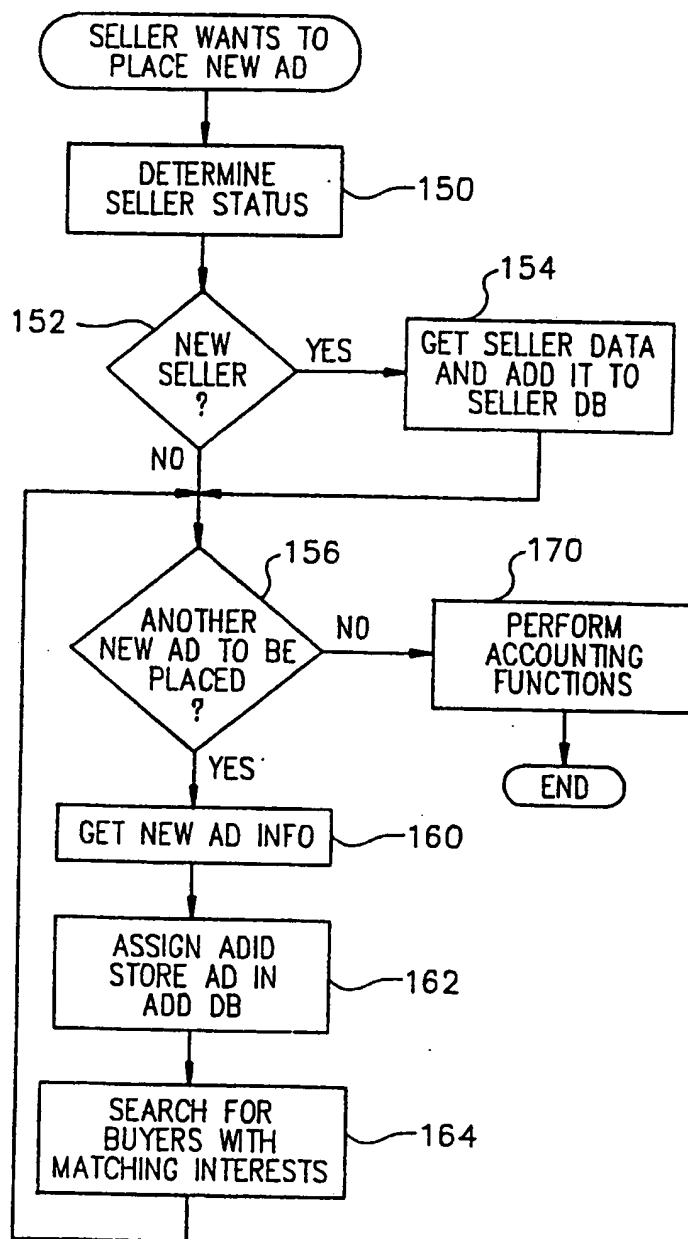 SELLER WANTS TO
PLACE NEW AD
DETERMINE
SELLER STATUS
150
152
NEW
SELLER
?
YES
NO
154
GET SELLER DATA
AND ADD IT TO
SELLER DB
156
ANOTHER
NEW AD TO BE
PLACED
?
NO
YES
170
PERFORM
ACCOUNTING
FUNCTIONS
END
GET NEW AD INFO
160
ASSIGN ADID
STORE AD IN
ADD DB
162
SEARCH FOR
BUYERS WITH
MATCHING INTERESTS
164